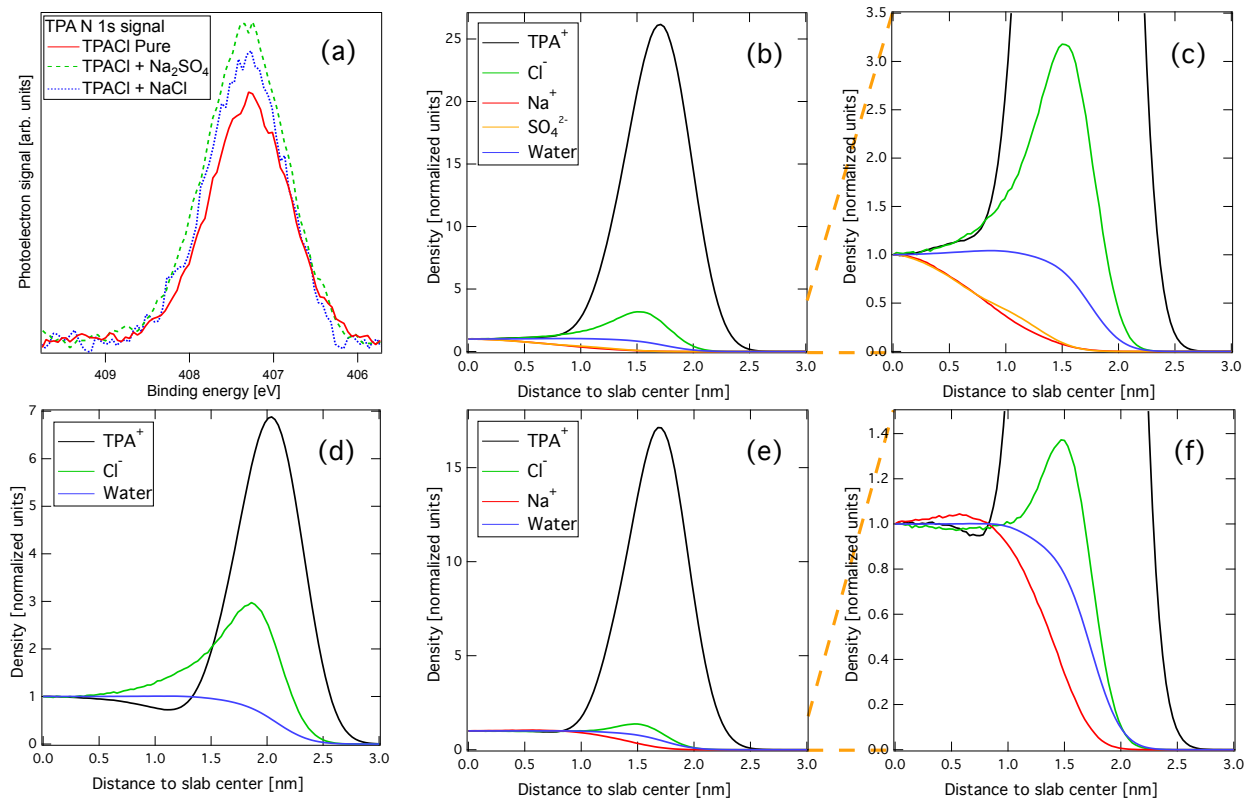 TPA N 1s signal
TPACl Pure
TPACl + Na₂SO₄
TPACl + NaCl
(a)
Photoelectron signal [arb. units]
409
408
407
406
Binding energy [eV]
(b)
TPA⁺
Cl⁻
Na⁺
SO₄²⁻
Water
Density [normalized units]
25
20
15
10
5
0
0.0 0.5 1.0 1.5 2.0 2.5 3.0
Distance to slab center [nm]
(c)
Density [normalized units]
3.5
3.0
2.5
2.0
1.5
1.0
0.5
0.0
0.0 0.5 1.0 1.5 2.0 2.5 3.0
Distance to slab center [nm]
(d)
TPA⁺
Cl⁻
Water
Density [normalized units]
7
6
5
4
3
2
1
0
0.0 0.5 1.0 1.5 2.0 2.5 3.0
Distance to slab center [nm]
(e)
TPA⁺
Cl⁻
Na⁺
Water
Density [normalized units]
15
10
5
0
0.0 0.5 1.0 1.5 2.0 2.5 3.0
Distance to slab center [nm]
(f)
Density [normalized units]
1.4
1.2
1.0
0.8
0.6
0.4
0.2
0.0
0.0 0.5 1.0 1.5 2.0 2.5 3.0
Distance to slab center [nm]